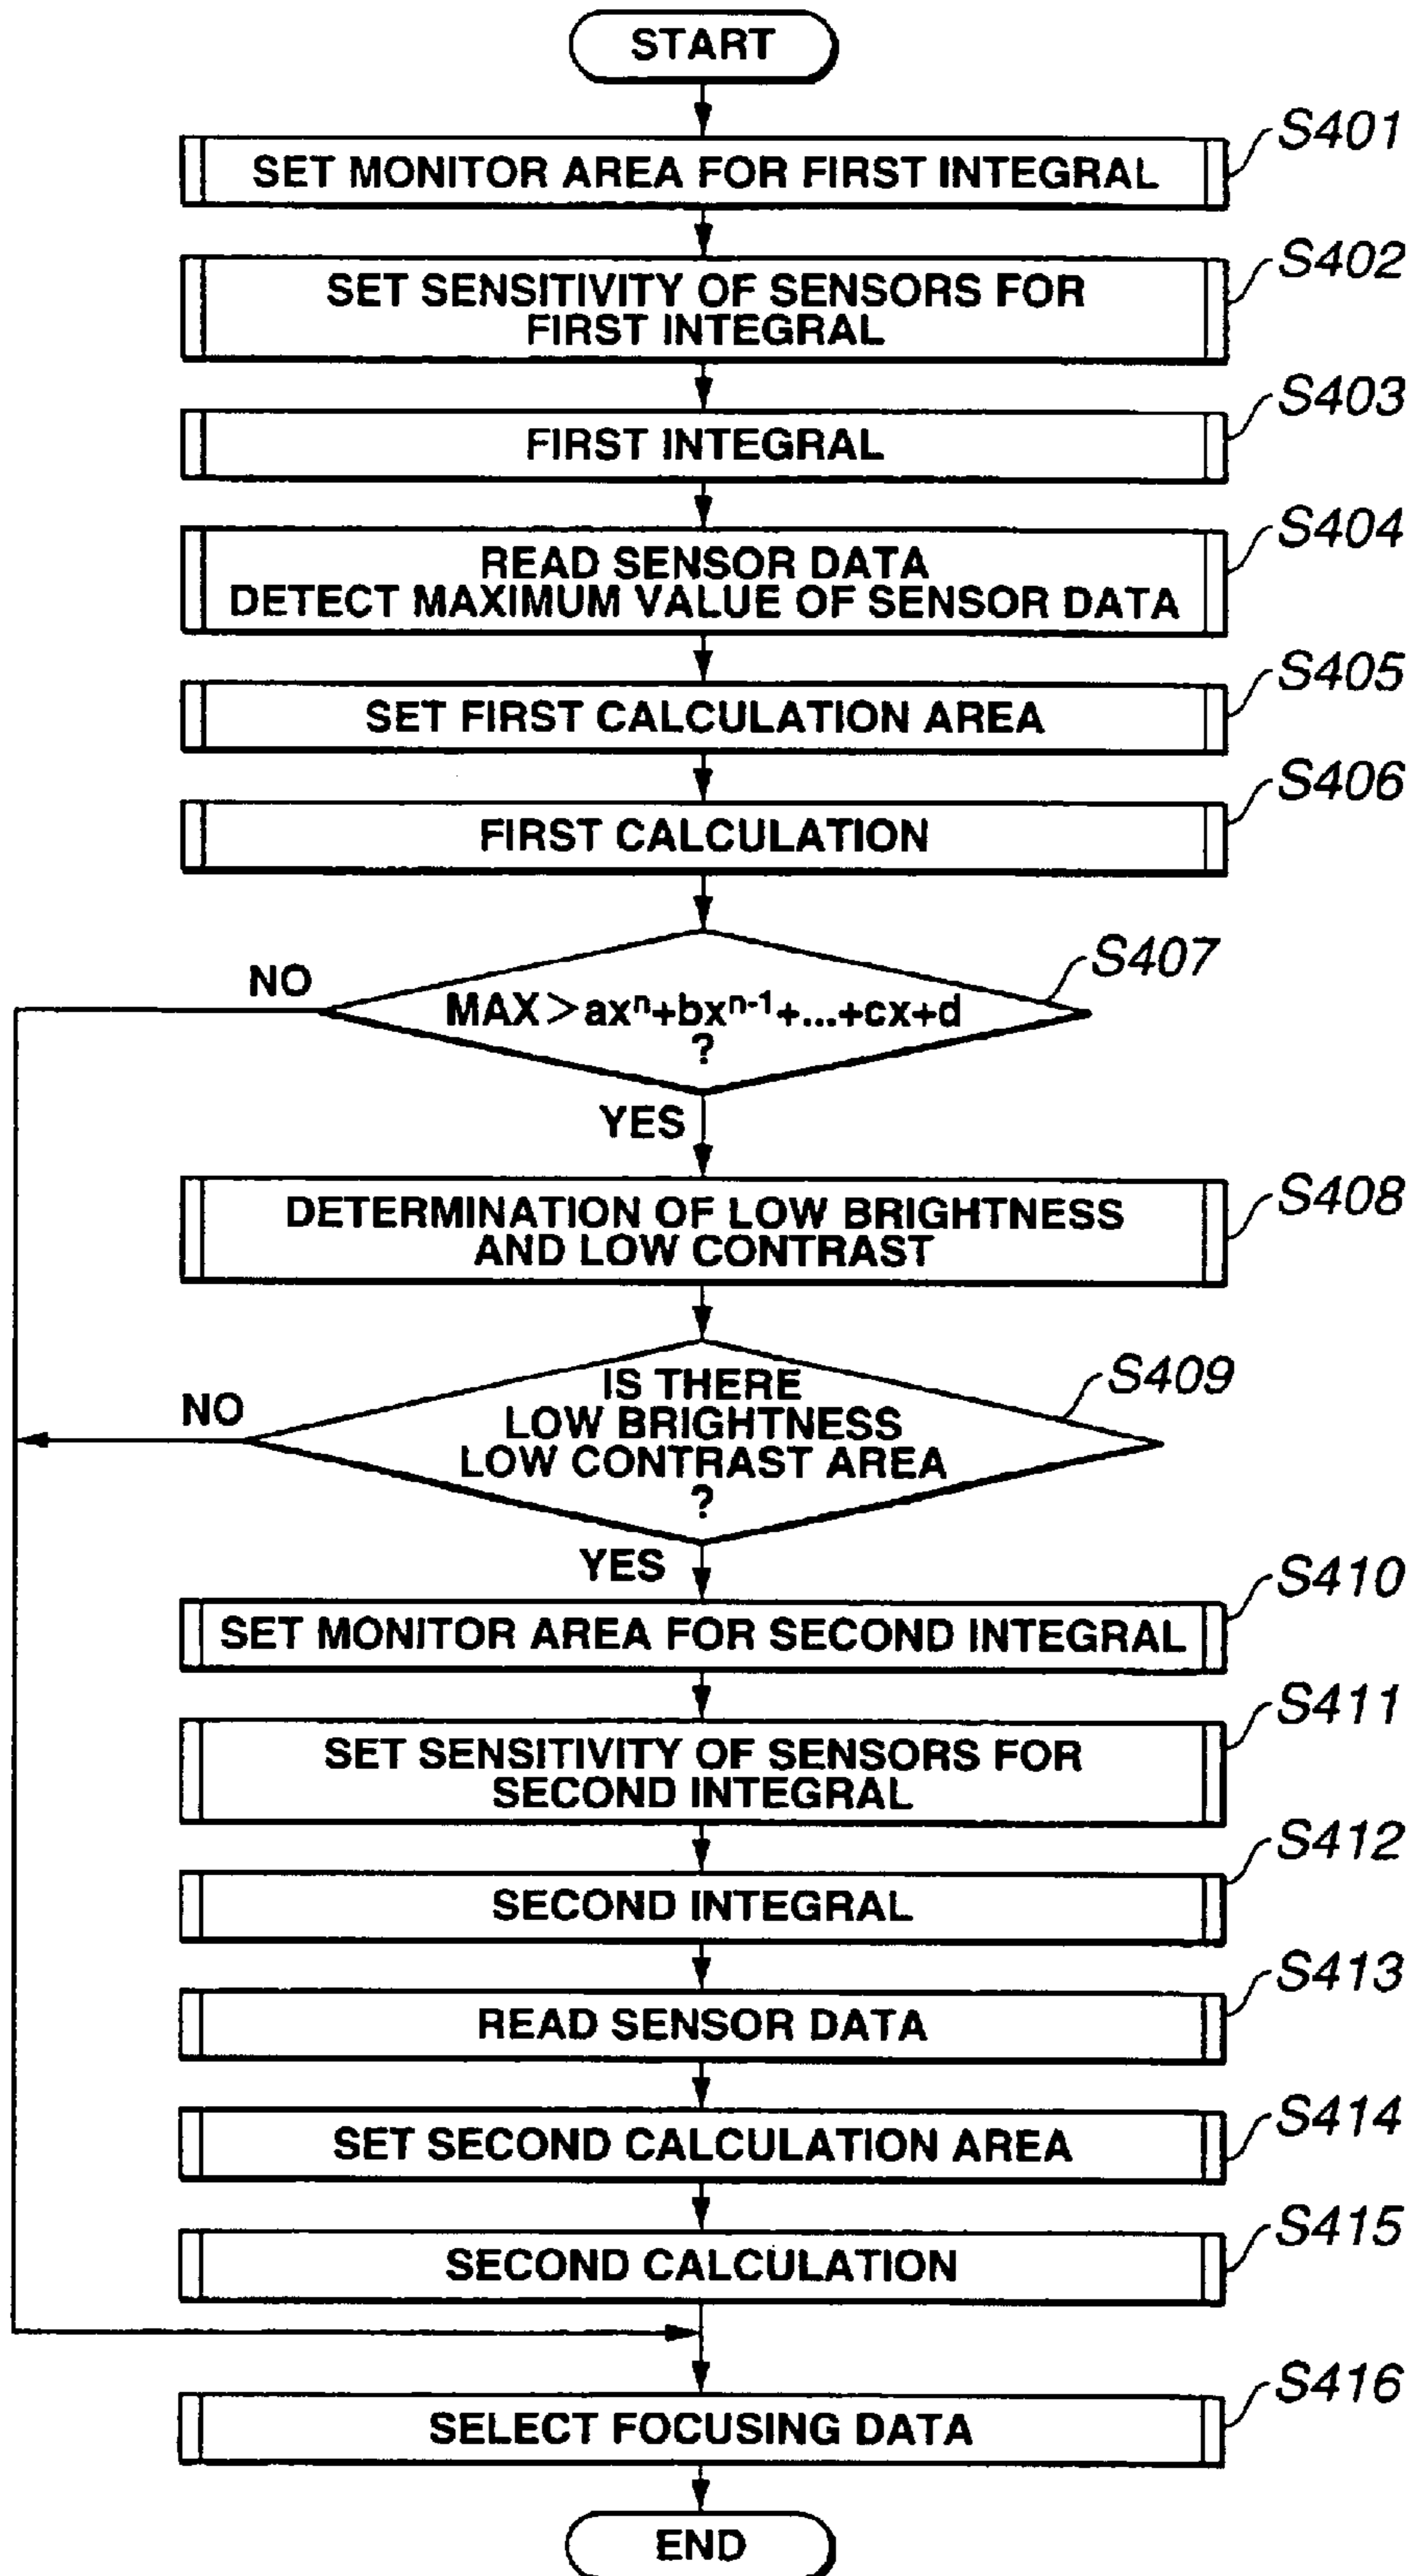 START
S401
SET MONITOR AREA FOR FIRST INTEGRAL
S402
SET SENSITIVITY OF SENSORS FOR
FIRST INTEGRAL
S403
FIRST INTEGRAL
S404
READ SENSOR DATA
DETECT MAXIMUM VALUE OF SENSOR DATA
S405
SET FIRST CALCULATION AREA
S406
FIRST CALCULATION
S407
NO
MAX>axⁿ+bxⁿ⁻¹+...+cx+d
?
YES
S408
DETERMINATION OF LOW BRIGHTNESS
AND LOW CONTRAST
S409
NO
IS THERE
LOW BRIGHTNESS
LOW CONTRAST AREA
?
YES
S410
SET MONITOR AREA FOR SECOND INTEGRAL
S411
SET SENSITIVITY OF SENSORS FOR
SECOND INTEGRAL
S412
SECOND INTEGRAL
S413
READ SENSOR DATA
S414
SET SECOND CALCULATION AREA
S415
SECOND CALCULATION
S416
SELECT FOCUSING DATA
END